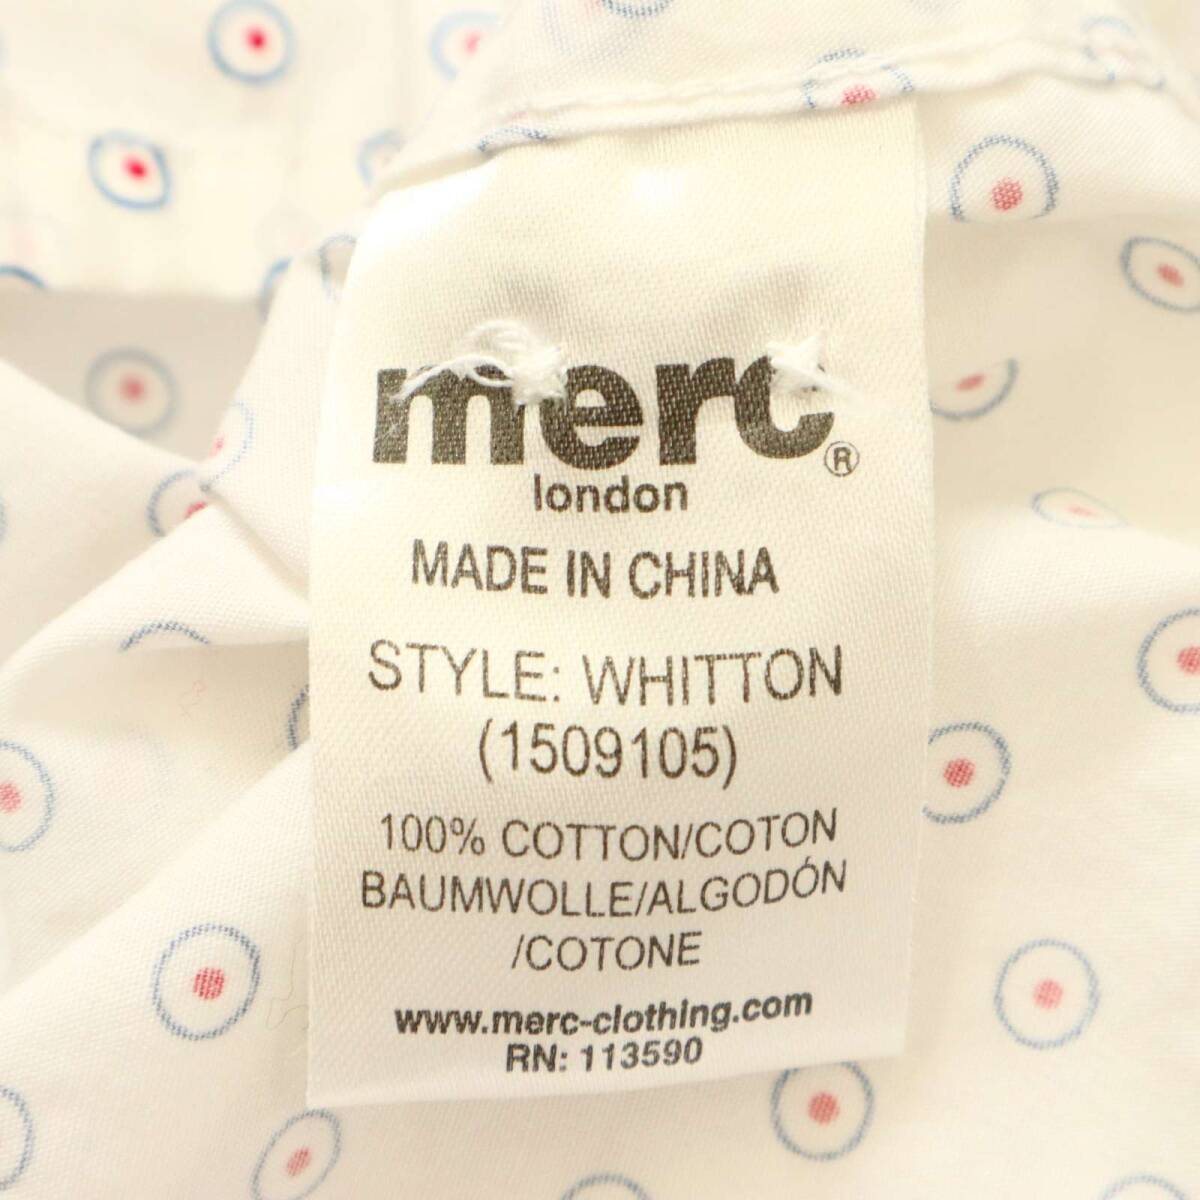 merc®
london
MADE IN CHINA
STYLE: WHITTON
(1509105)
100% COTTON/COTON
BAUMWOLLE/ALGODÓN
/COTONE
www.merc-clothing.com
RN: 113590